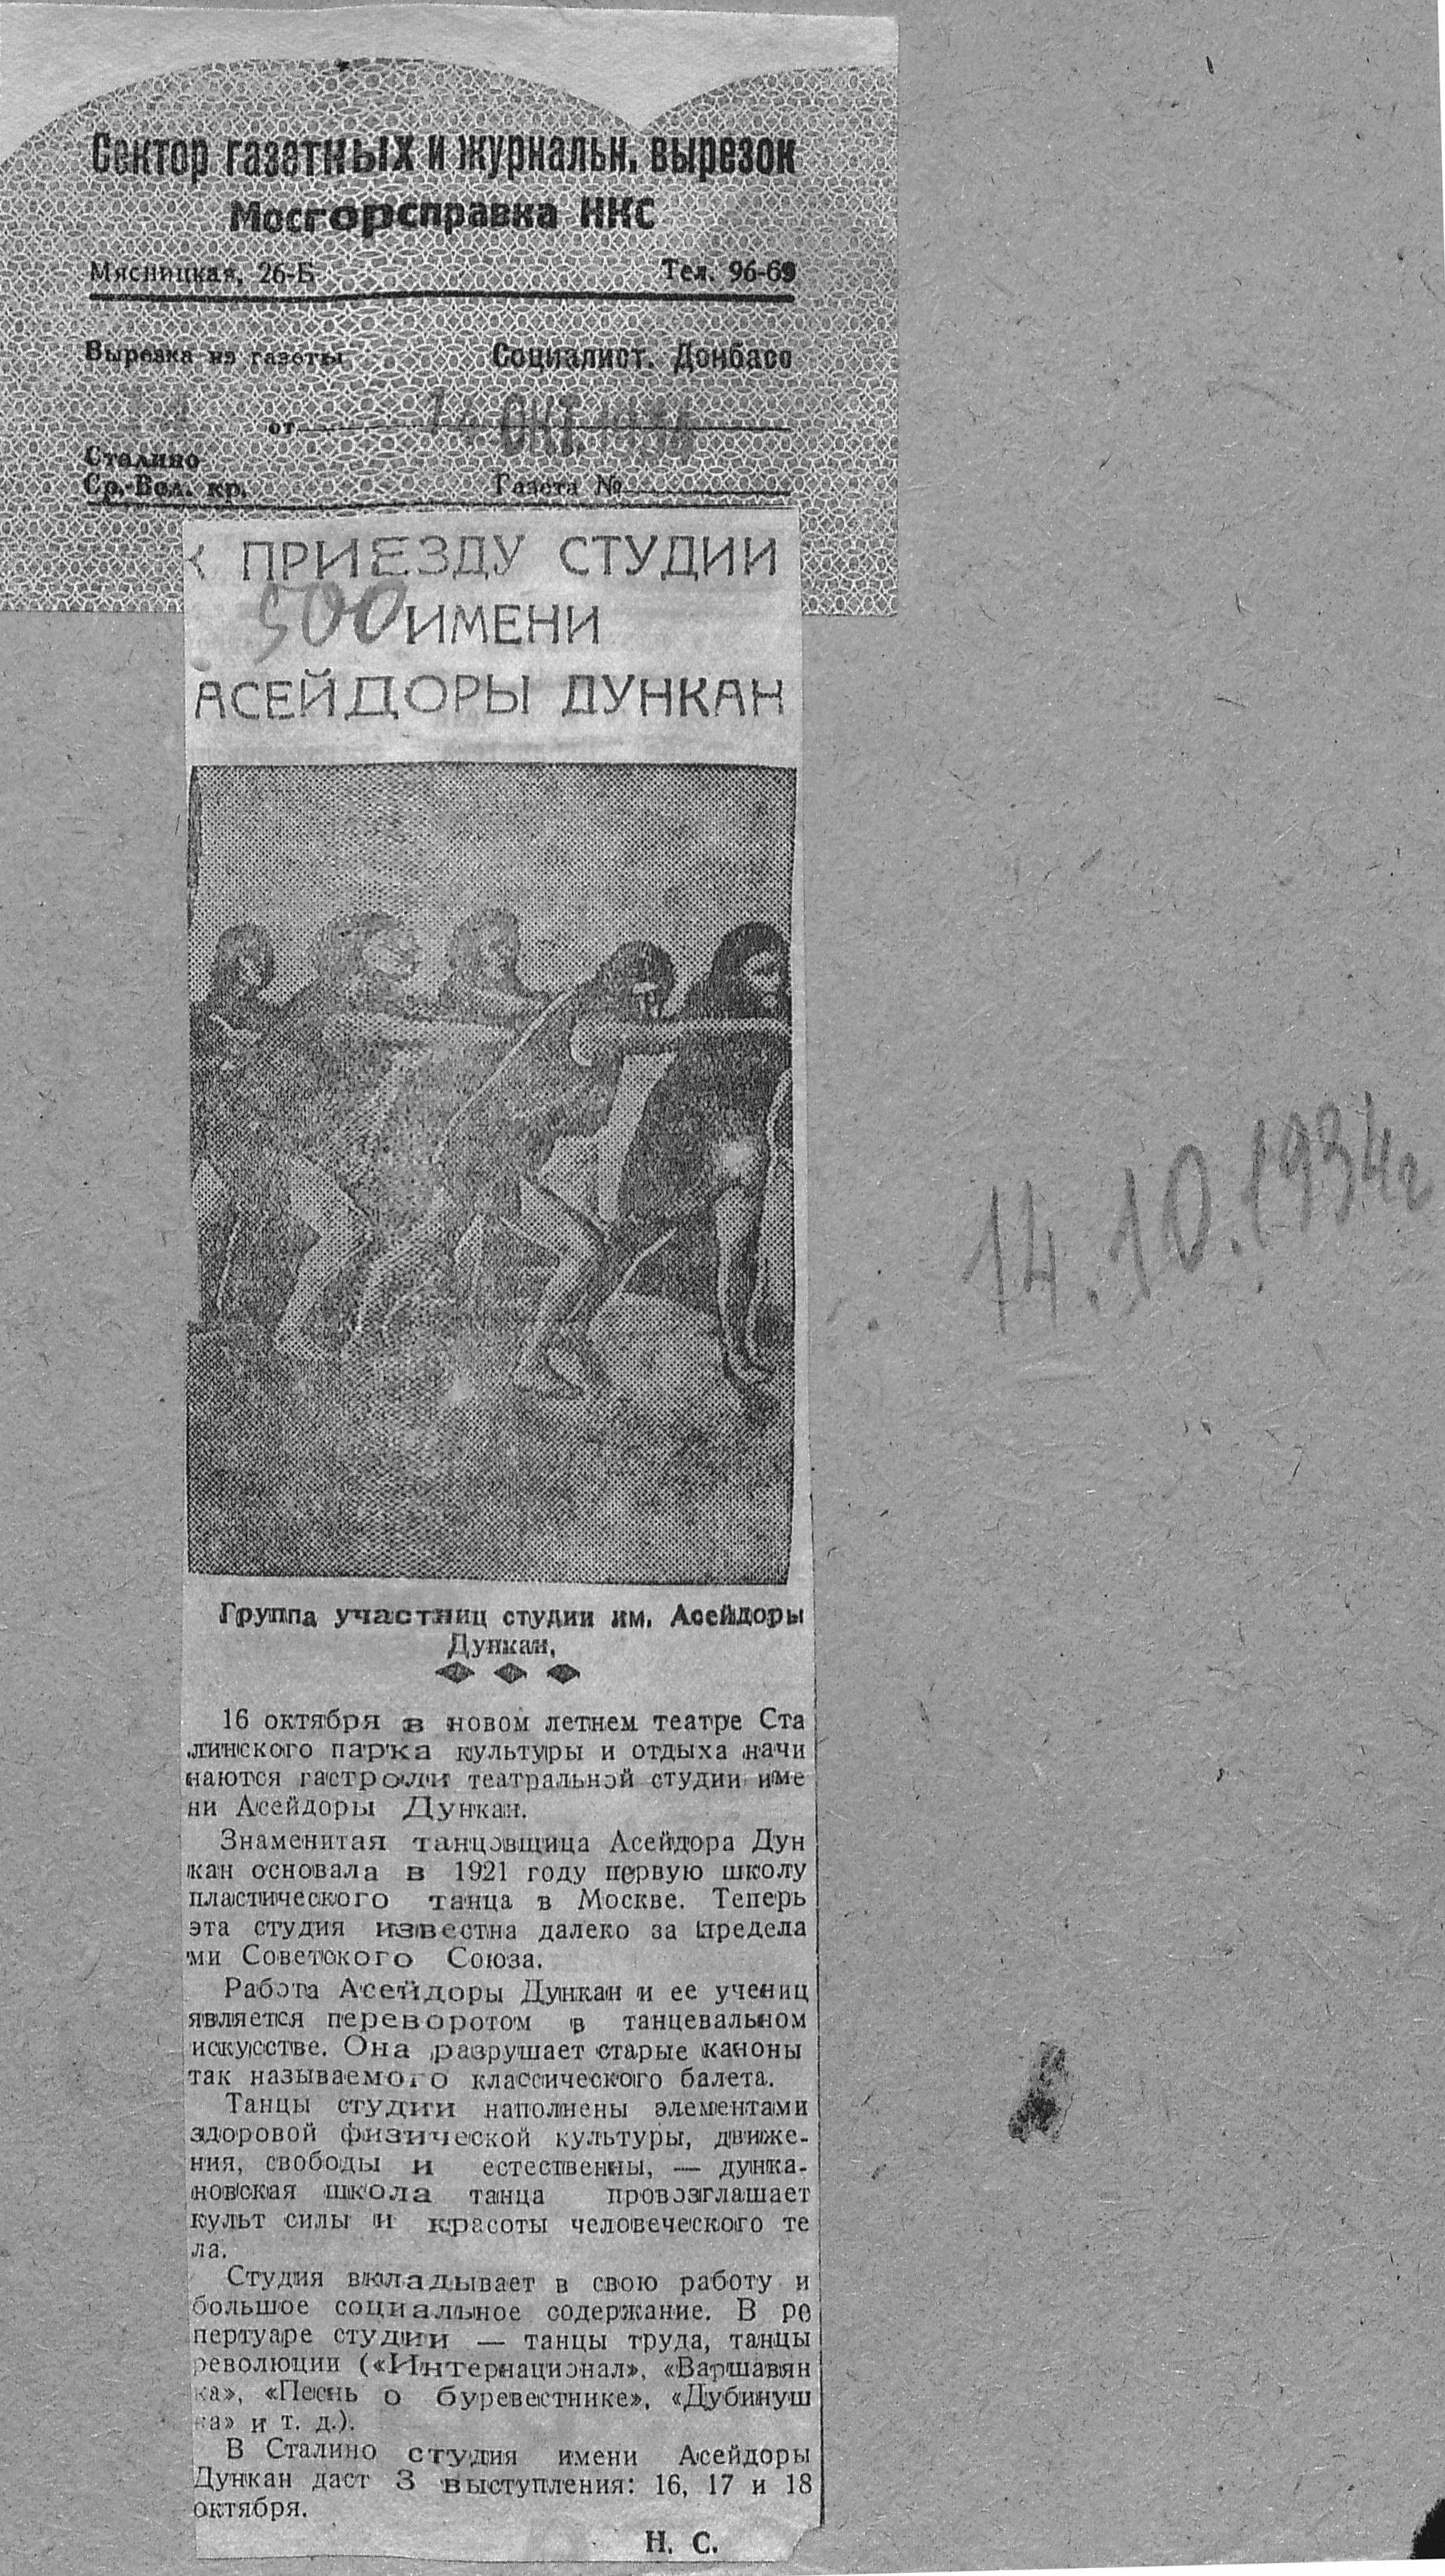 Сектор газетных и журнальн. вырезок
Мосгорсправка НКС
Мясницкая, 26-Б Тел. 96-69
Вырезка из газеты Социалист. Донбасс
14 от 14 ОКТ. 1934
Сталино
Ср.-Вол. кр. Газета №
К ПРИЕЗДУ СТУДИИ
500 ИМЕНИ
АСЕЙДОРЫ ДУНКАН
Группа участниц студии им. Асейдоры
Дункан.
16 октября в новом летнем театре Ста
линского парка культуры и отдыха начи
наются гастроли театральной студии име
ни Асейдоры Дункан.
Знаменитая танцовщица Асейдора Дун
кан основала в 1921 году первую школу
пластического танца в Москве. Теперь
эта студия известна далеко за предела
ми Советского Союза.
Работа Асейдоры Дункан и ее учениц
является переворотом в танцевальном
искусстве. Она разрушает старые каноны
так называемого классического балета.
Танцы студии наполнены элементами
здоровой физической культуры, движе-
ния, свободы и естественны, — дунка-
новская школа танца провозглашает
культ силы и красоты человеческого те
ла.
Студия вкладывает в свою работу и
большое социальное содержание. В ре
пертуаре студии — танцы труда, танцы
революции («Интернационал», «Варшавян
ка», «Песнь о буревестнике», «Дубинуш
ка» и т. д.).
В Сталино студия имени Асейдоры
Дункан даст 3 выступления: 16, 17 и 18
октября.
Н. С.
14.10.1934г